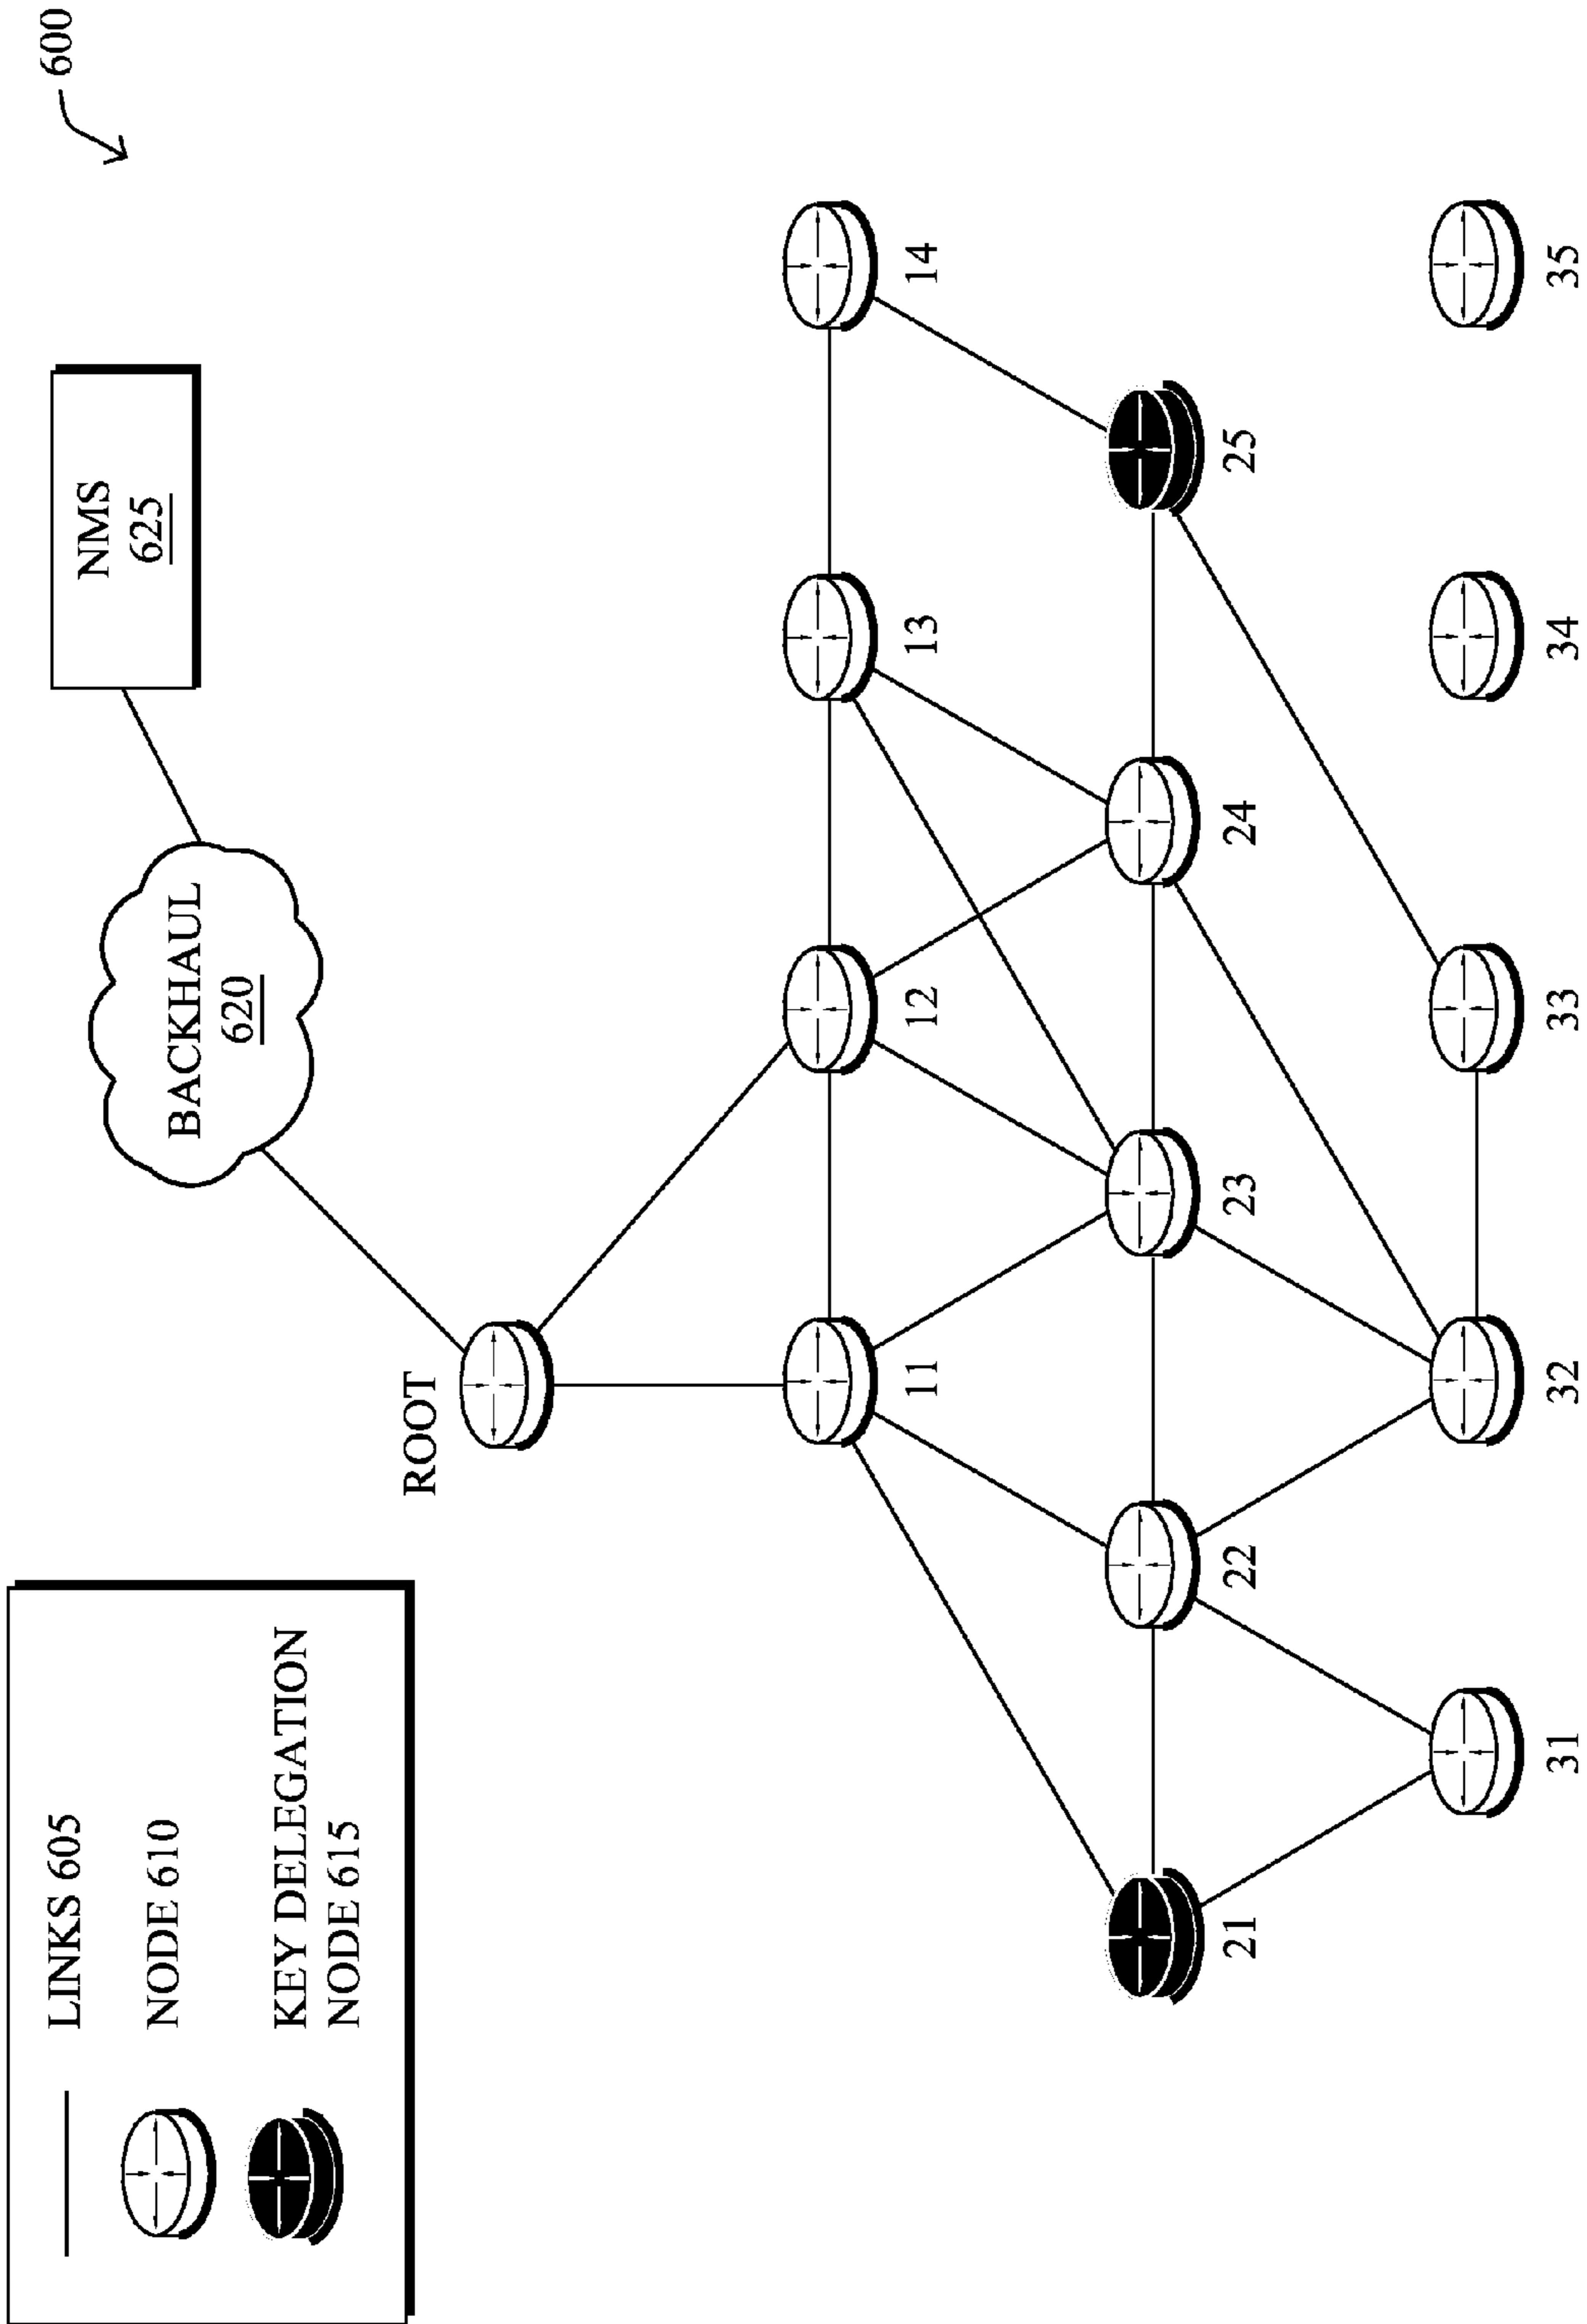 600
LINKS 605
NODE 610
KEY DELEGATION
NODE 615
BACKHAUL
620
NMS
625
ROOT
11
12
13
14
21
22
23
24
25
31
32
33
34
35